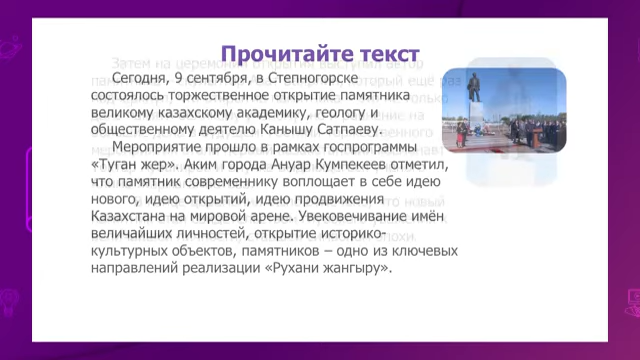 Прочитайте текст
Сегодня, 9 сентября, в Степногорске
состоялось торжественное открытие памятника
великому казахскому академику, геологу и
общественному деятелю Канышу Сатпаеву.
Мероприятие прошло в рамках госпрограммы
«Туган жер». Аким города Ануар Кумпекеев отметил,
что памятник современнику воплощает в себе идею
нового, идею открытий, идею продвижения
Казахстана на мировой арене. Увековечивание имён
величайших личностей, открытие историко-
культурных объектов, памятников – одно из ключевых
направлений реализации «Рухани жангыру».